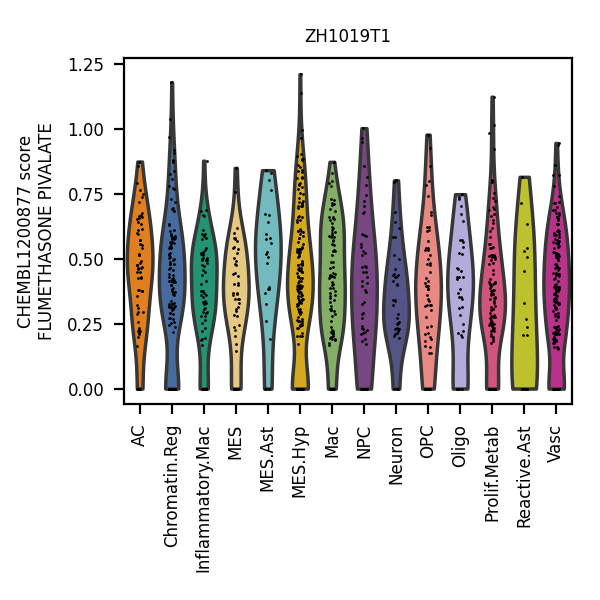 ZH1019T1
CHEMBL1200877 score
FLUMETHASONE PIVALATE
1.25
1.00
0.75
0.50
0.25
0.00
AC
Chromatin.Reg
Inflammatory.Mac
MES
MES.Ast
MES.Hyp
Mac
NPC
Neuron
OPC
Oligo
Prolif.Metab
Reactive.Ast
Vasc